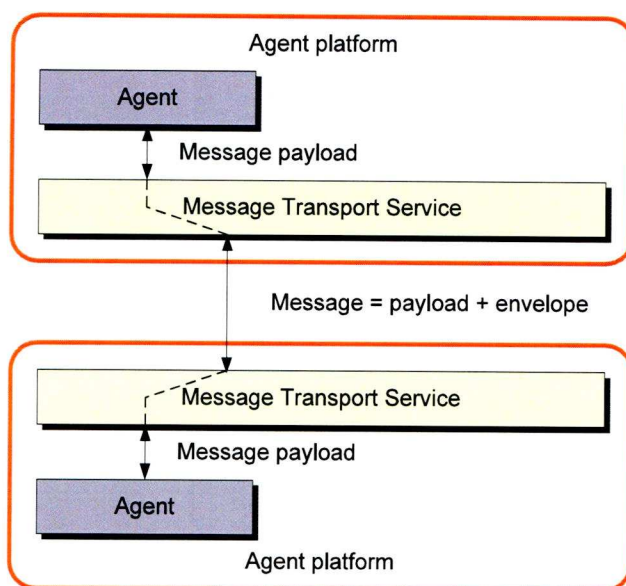 Agent platform
Agent
Message payload
Message Transport Service
Message = payload + envelope
Message Transport Service
Message payload
Agent
Agent platform